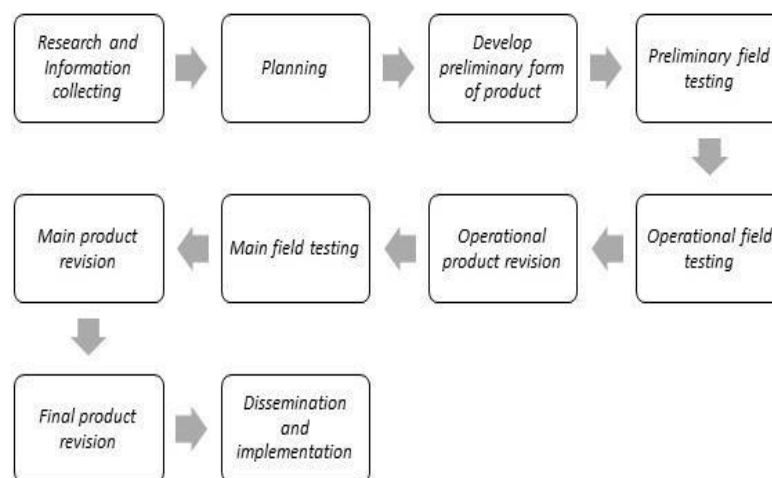 Research and
Information
collecting
Planning
Develop
preliminary form
of product
Preliminary field
testing
Operational field
testing
Operational
product revision
Main field testing
Main product
revision
Final product
revision
Dissemination
and
implementation